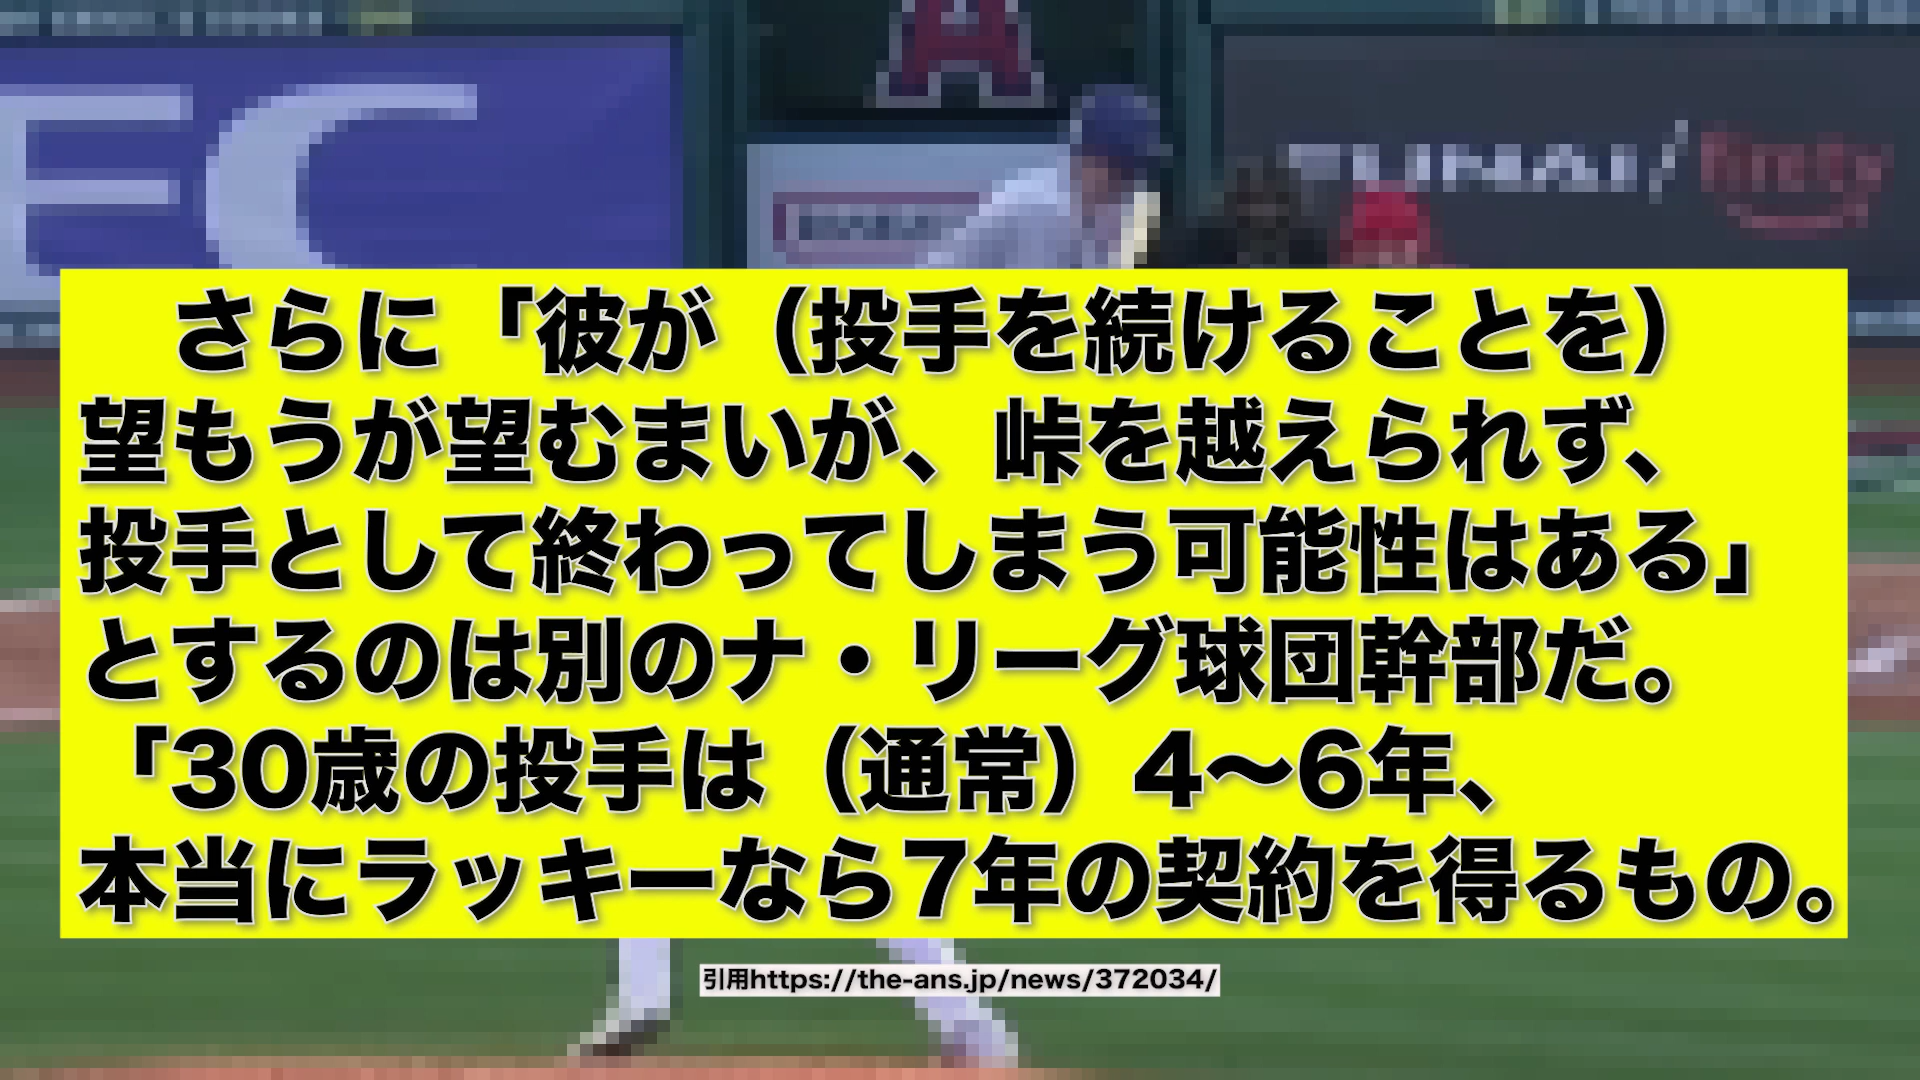 EC
A
FUNAI/
さらに「彼が（投手を続けることを）
望もうが望むまいが、峠を越えられず、
投手として終わってしまう可能性はある」
とするのは別のナ・リーグ球団幹部だ。
「30歳の投手は（通常）4〜6年、
本当にラッキーなら7年の契約を得るもの。
引用https://the-ans.jp/news/372034/